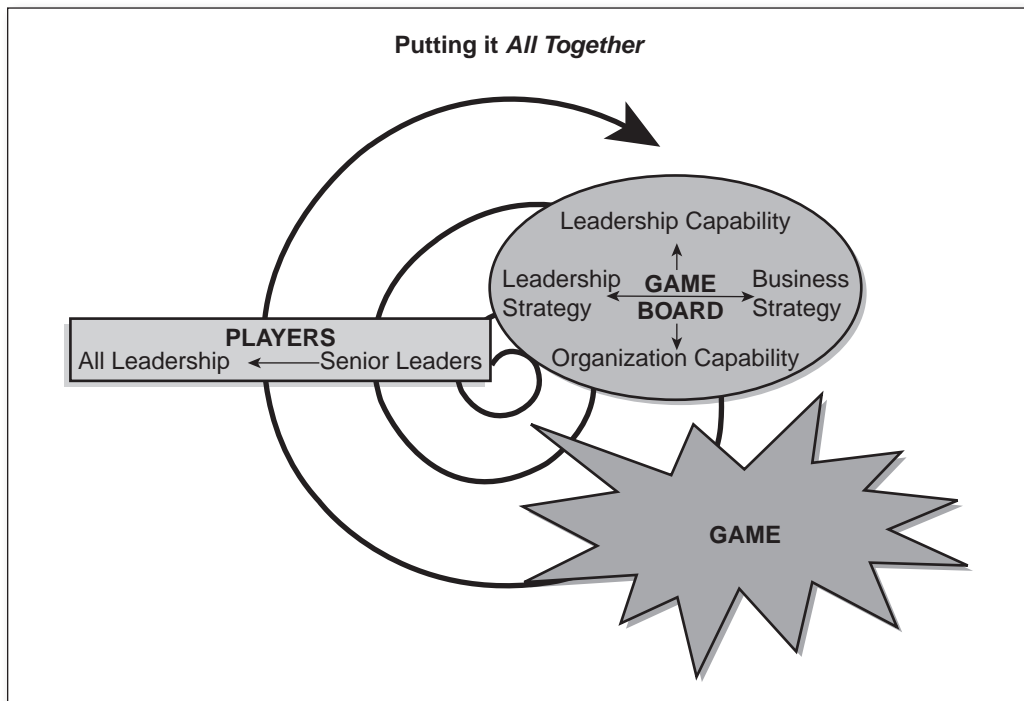 Putting it All Together
Leadership Capability
Leadership
Strategy
GAME
BOARD
Business
Strategy
Organization Capability
PLAYERS
All Leadership
Senior Leaders
GAME